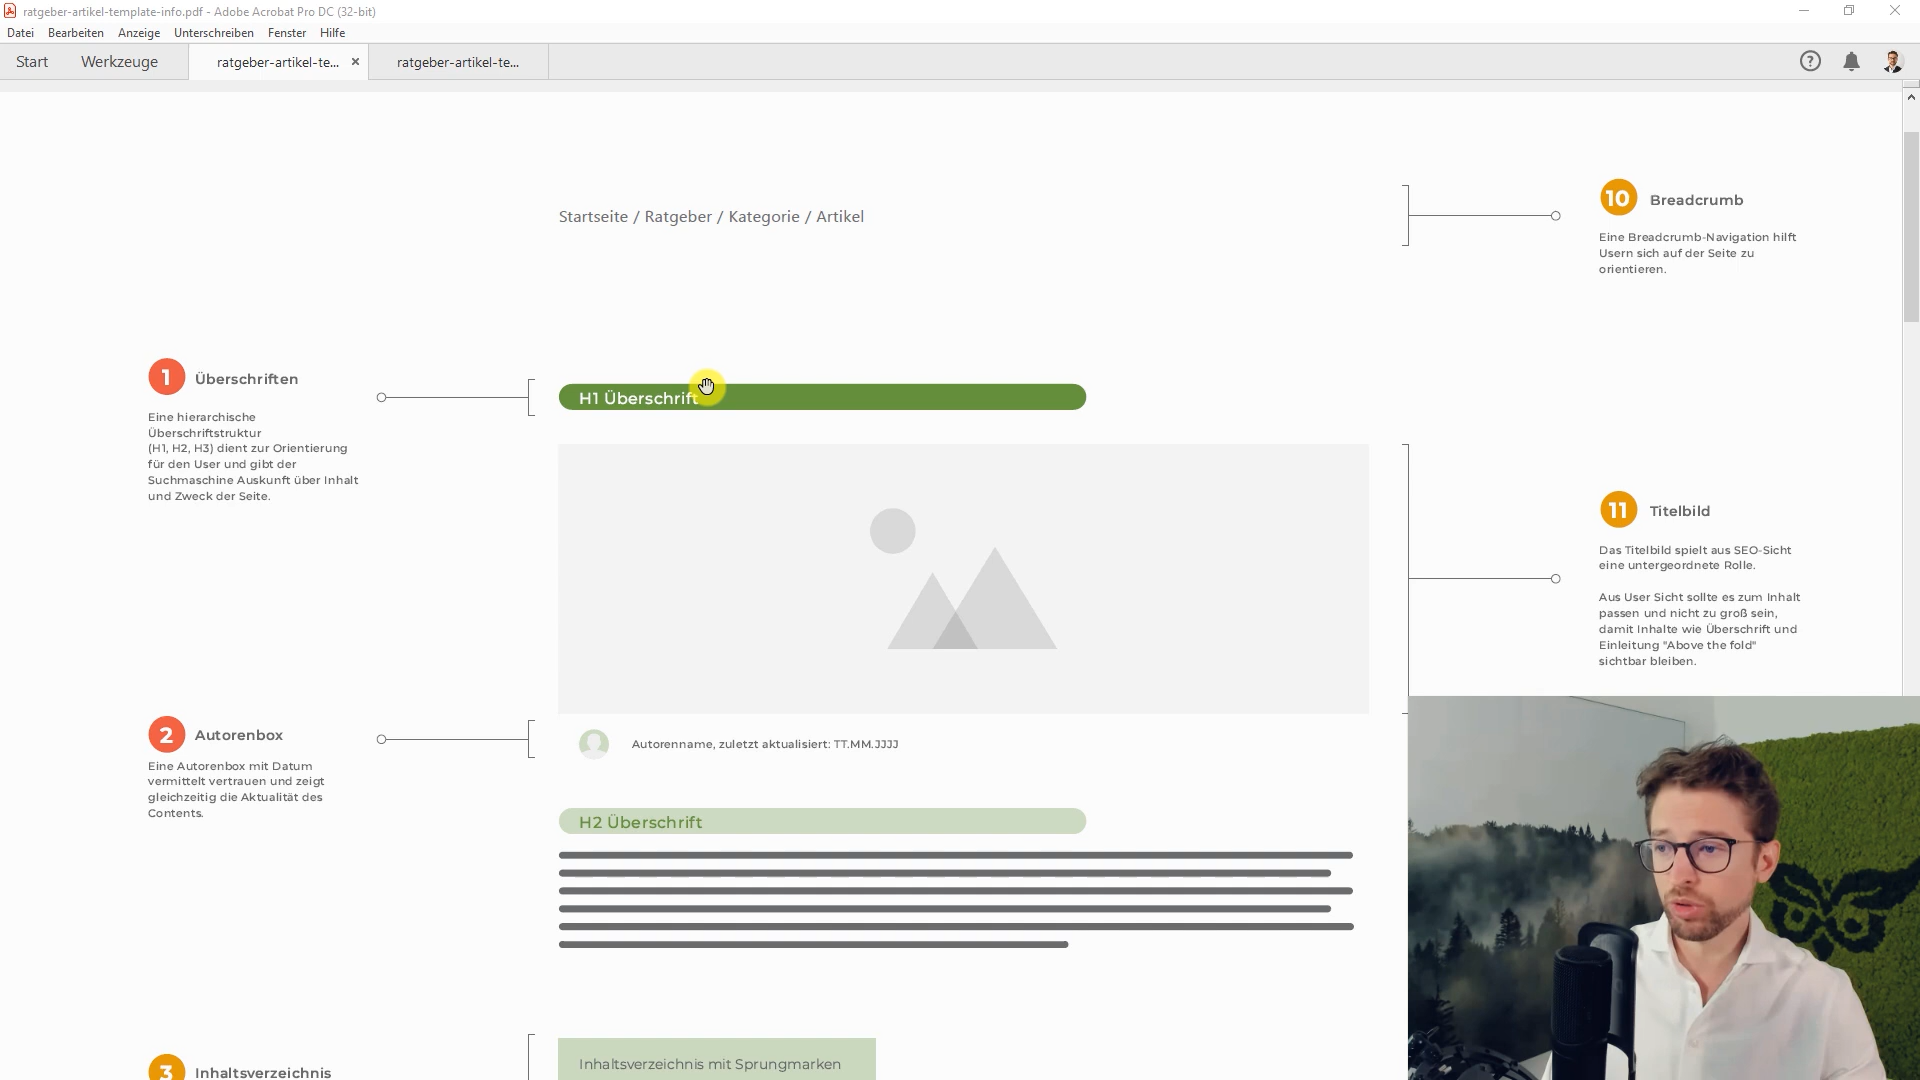 ratgeber-artikel-template-info.pdf - Adobe Acrobat Pro DC (32-bit)
Datei Bearbeiten Anzeige Unterschreiben Fenster Hilfe
Start Werkzeuge ratgeber-artikel-te... × ratgeber-artikel-te...
Startseite / Ratgeber / Kategorie / Artikel
10 Breadcrumb
Eine Breadcrumb-Navigation hilft
Usern sich auf der Seite zu
orientieren.
1 Überschriften
Eine hierarchische
Überschriftstruktur
(H1, H2, H3) dient zur Orientierung
für den User und gibt der
Suchmaschine Auskunft über Inhalt
und Zweck der Seite.
H1 Überschrift
11 Titelbild
Das Titelbild spielt aus SEO-Sicht
eine untergeordnete Rolle.
Aus User Sicht sollte es zum Inhalt
passen und nicht zu groß sein,
damit Inhalte wie Überschrift und
Einleitung "Above the fold"
sichtbar bleiben.
2 Autorenbox
Eine Autorenbox mit Datum
vermittelt vertrauen und zeigt
gleichzeitig die Aktualität des
Contents.
Autorenname, zuletzt aktualisiert: TT.MM.JJJJ
H2 Überschrift
3 Inhaltsverzeichnis
Inhaltsverzeichnis mit Sprungmarken